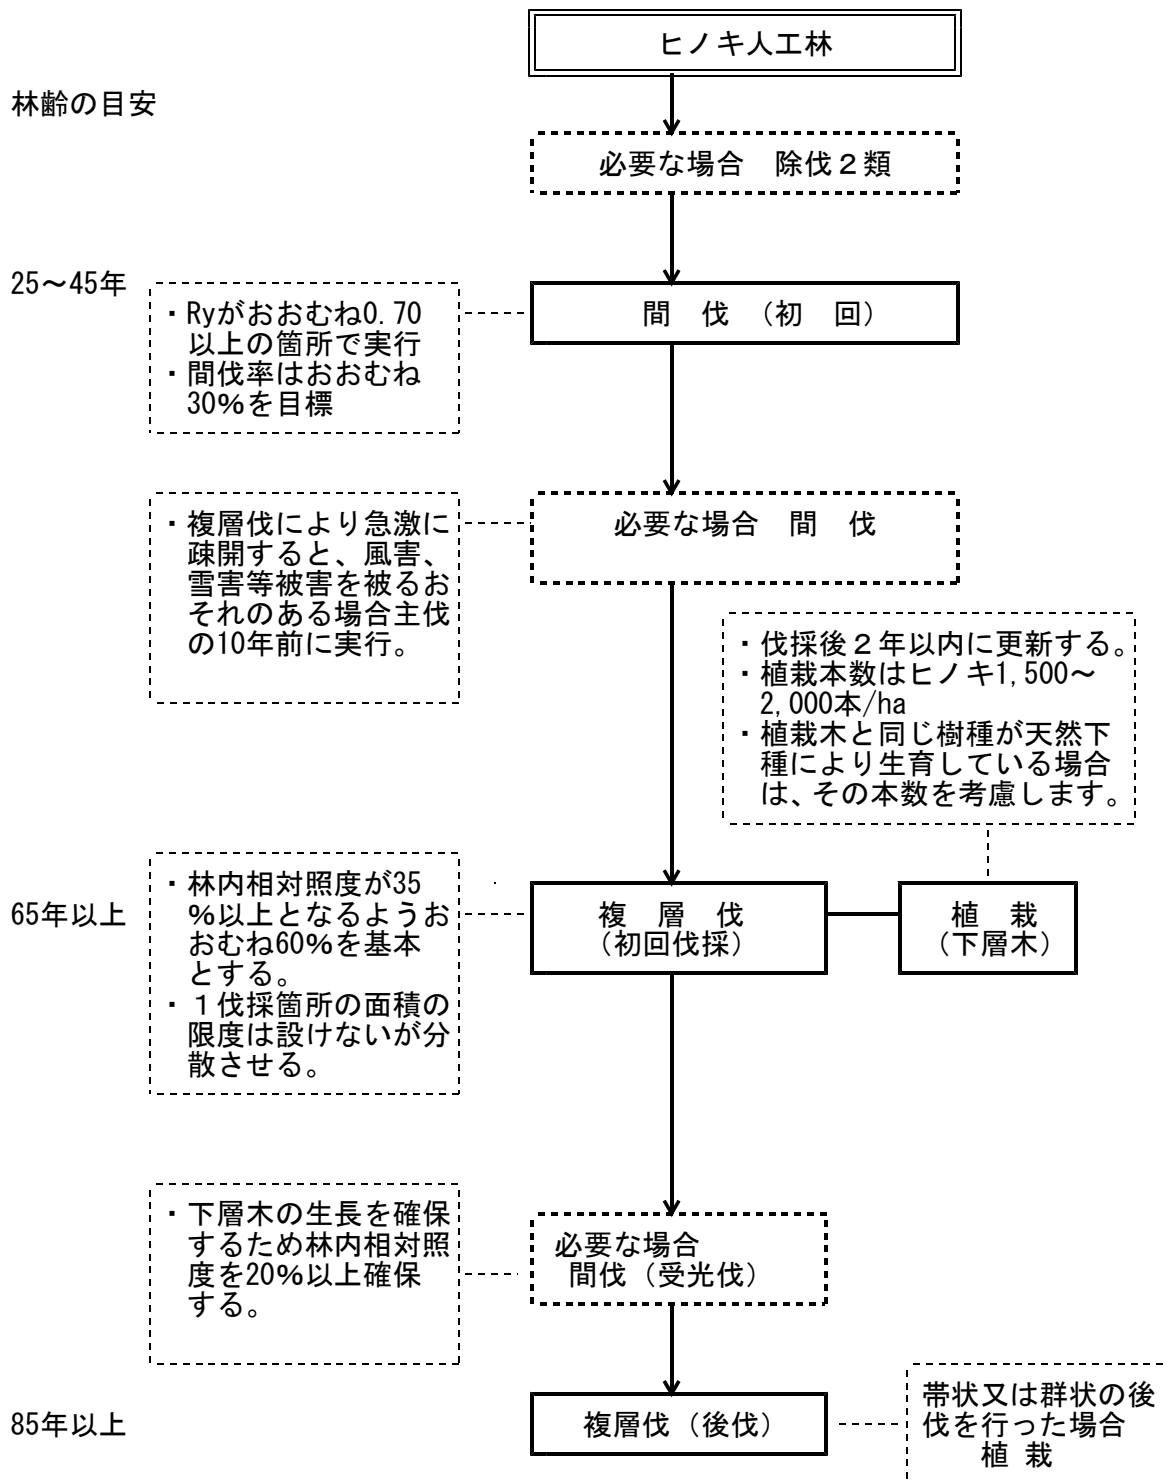 ヒノキ人工林
林齢の目安
必要な場合　除伐２類
25～45年
・Ryがおおむね0.70
以上の箇所で実行
・間伐率はおおむね
30％を目標
間　伐　（初　回）
・複層伐により急激に
疎開すると、風害、
雪害等被害を被るお
それのある場合主伐
の10年前に実行。
必要な場合　間　伐
・伐採後２年以内に更新する。
・植栽本数はヒノキ1,500～
2,000本/ha
・植栽木と同じ樹種が天然下
種により生育している場合
は、その本数を考慮します。
65年以上
・林内相対照度が35
％以上となるようお
おむね60％を基本
とする。
・１伐採箇所の面積の
限度は設けないが分
散させる。
複　層　伐
（初回伐採）
植　栽
（下層木）
・下層木の生長を確保
するため林内相対照
度を20％以上確保
する。
必要な場合
間伐（受光伐）
85年以上
複層伐（後伐）
帯状又は群状の後
伐を行った場合
植 栽